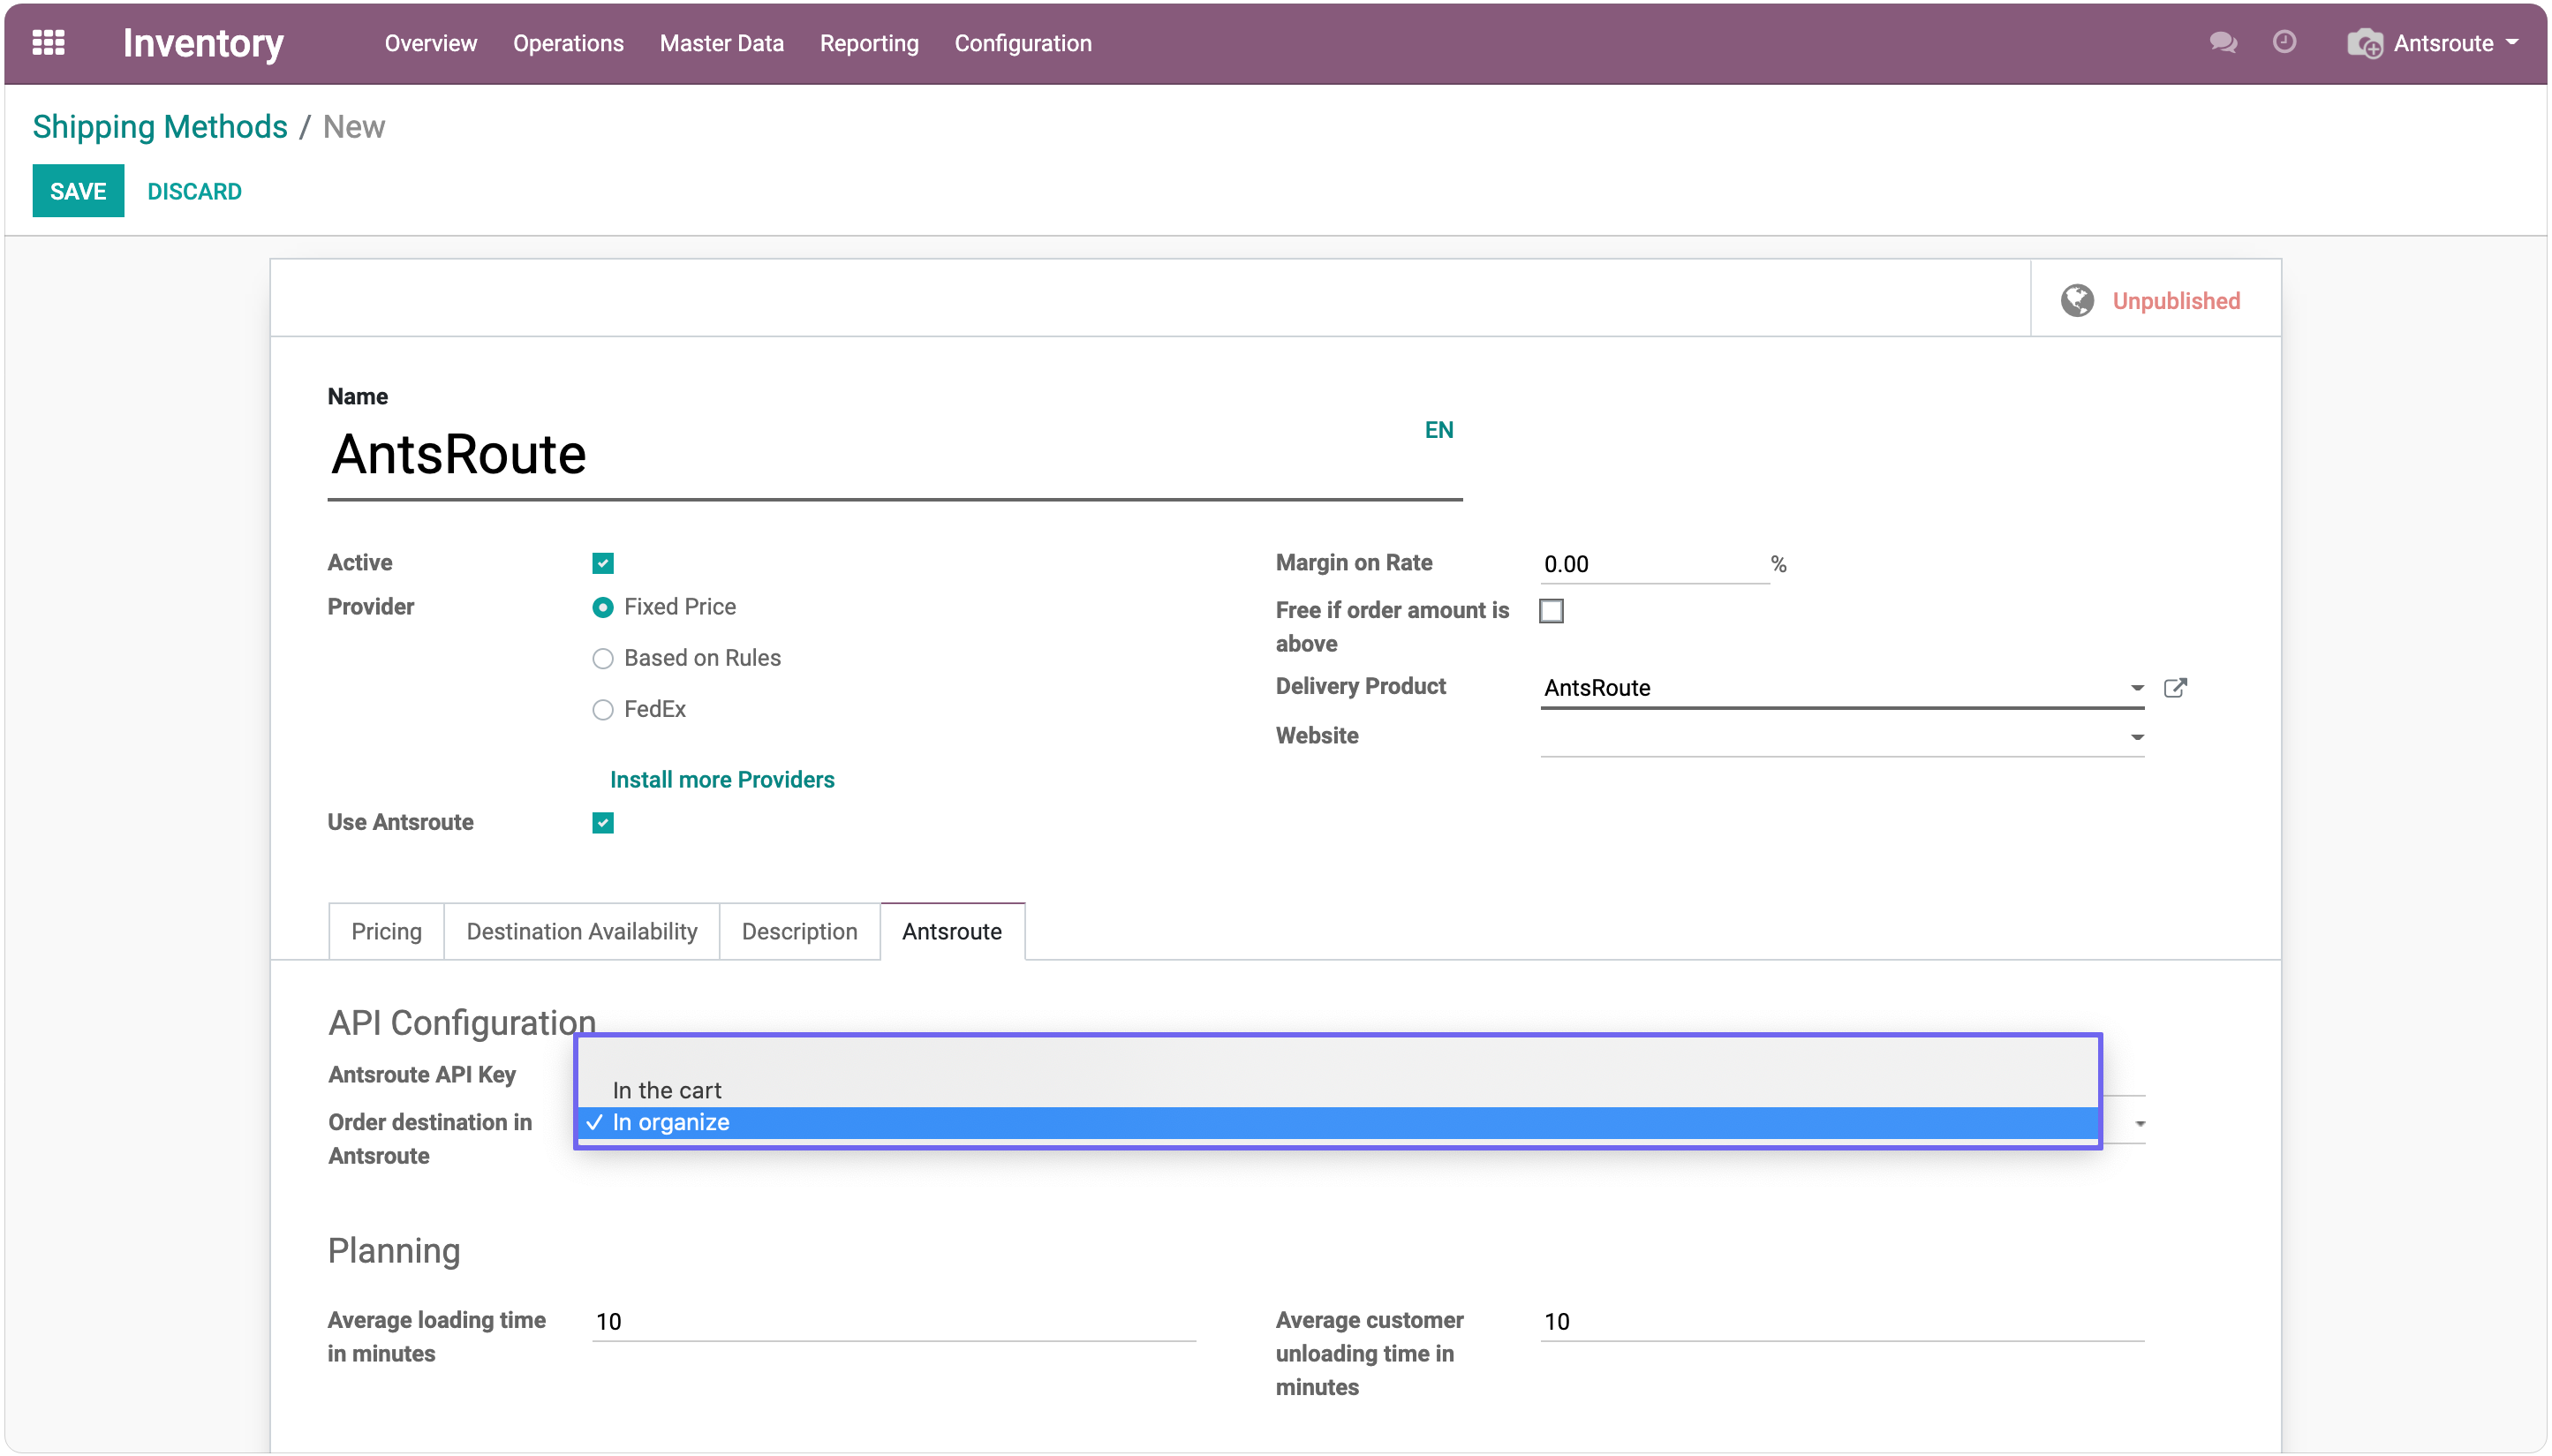 Inventory Overview Operations Master Data Reporting Configuration Antsroute
Shipping Methods / New
SAVE DISCARD
Unpublished
Name
AntsRoute EN
Active
Margin on Rate 0.00 %
Provider Fixed Price
Free if order amount is
above
Based on Rules
Delivery Product AntsRoute
FedEx
Website
Install more Providers
Use Antsroute
Pricing Destination Availability Description Antsroute
API Configuration
Antsroute API Key
In the cart
Order destination in
Antsroute
In organize
Planning
Average loading time
in minutes
10
Average customer
unloading time in
minutes
10